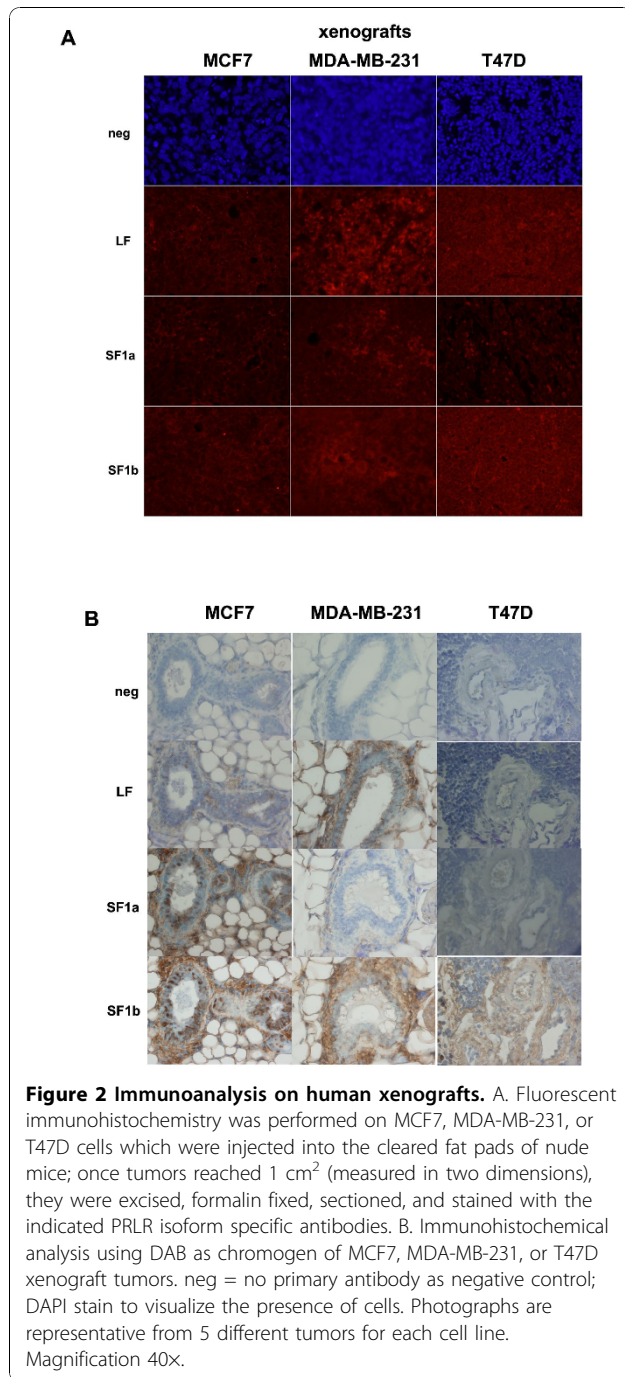 A
xenografts
MCF7 MDA-MB-231 T47D
neg
LF
SF1a
SF1b
B
MCF7 MDA-MB-231 T47D
neg
LF
SF1a
SF1b
Figure 2 Immunoanalysis on human xenografts. A. Fluorescent
immunohistochemistry was performed on MCF7, MDA-MB-231, or
T47D cells which were injected into the cleared fat pads of nude
mice; once tumors reached 1 cm² (measured in two dimensions),
they were excised, formalin fixed, sectioned, and stained with the
indicated PRLR isoform specific antibodies. B. Immunohistochemical
analysis using DAB as chromogen of MCF7, MDA-MB-231, or T47D
xenograft tumors. neg = no primary antibody as negative control;
DAPI stain to visualize the presence of cells. Photographs are
representative from 5 different tumors for each cell line.
Magnification 40×.